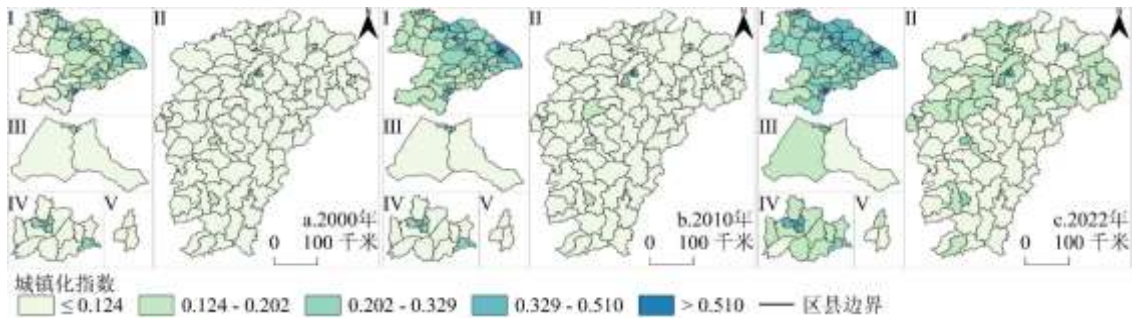 I II I II I II
III III III
IV V IV V IV V
a.2000年 b.2010年 c.2022年
0 100 千米 0 100 千米 0 100 千米
城镇化指数
≤ 0.124 0.124 - 0.202 0.202 - 0.329 0.329 - 0.510 > 0.510 区县边界